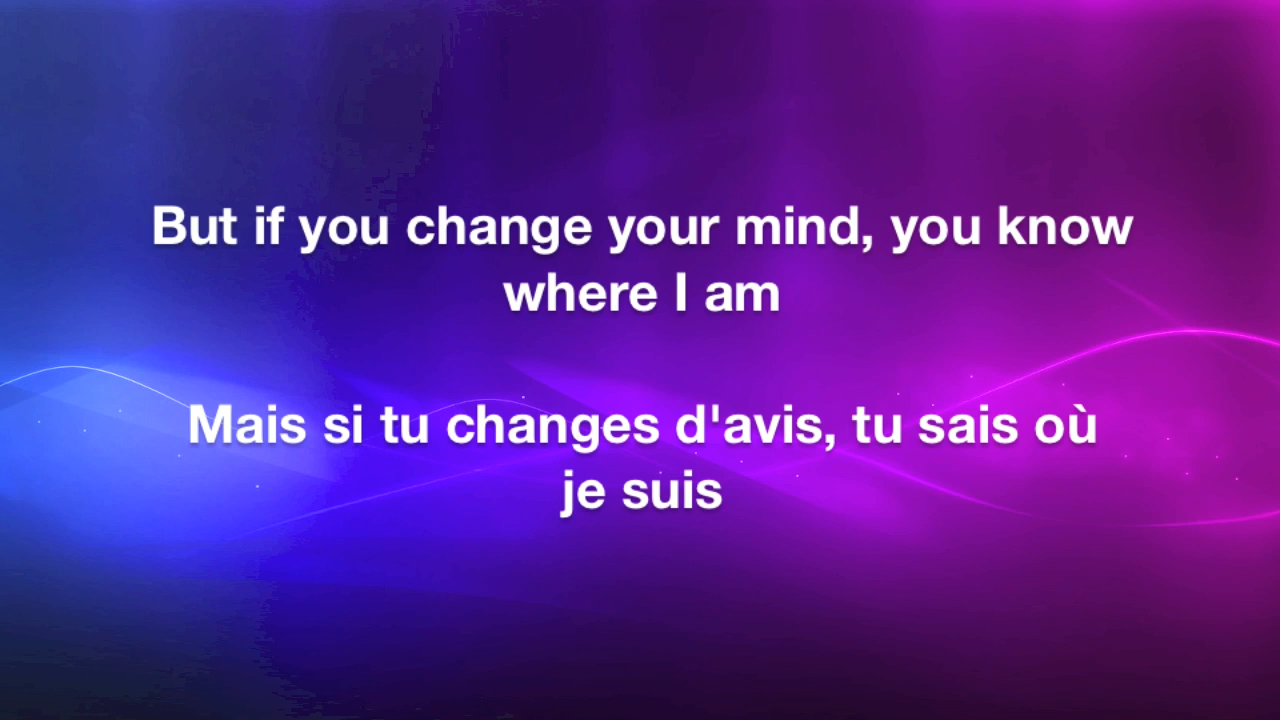 But if you change your mind, you know
where I am
Mais si tu changes d'avis, tu sais où
je suis